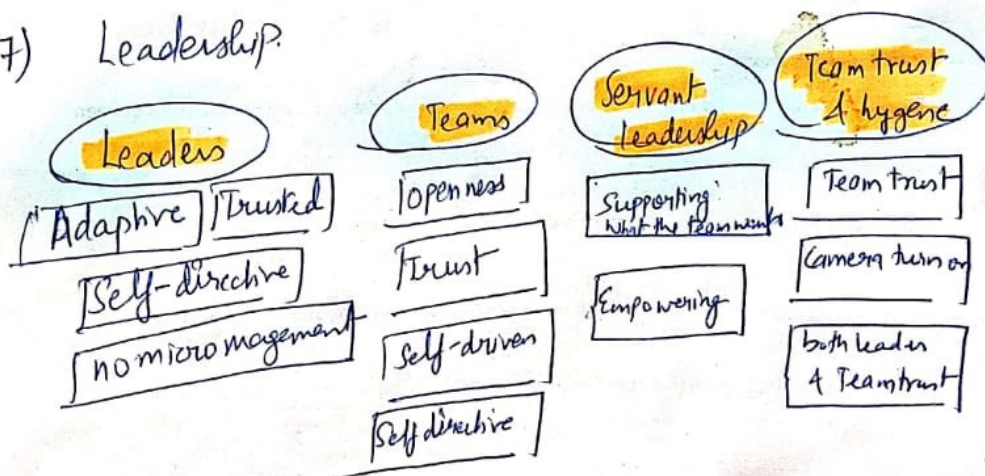 7) Leadership.
Leaders
Adaptive
Trusted
Self-directive
no micromagement
Teams
openness
Trust
Self-driven
Self directive
Servant
leadership
Supporting
what the team wants
Empowering
Team trust
& hygene
Team trust
Camera turn on
both leader
& Team trust